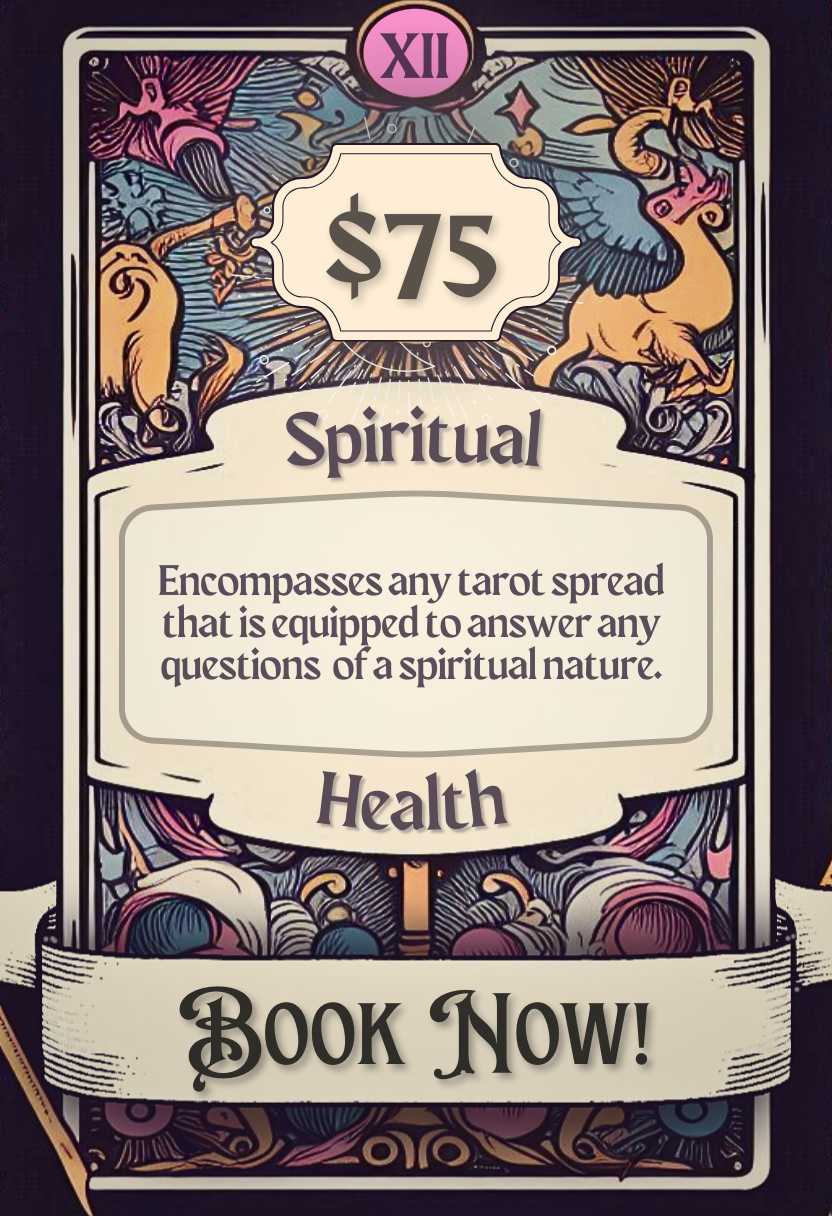 XII
$75
Spiritual
Encompasses any tarot spread
that is equipped to answer any
questions of a spiritual nature.
Health
Book Now!